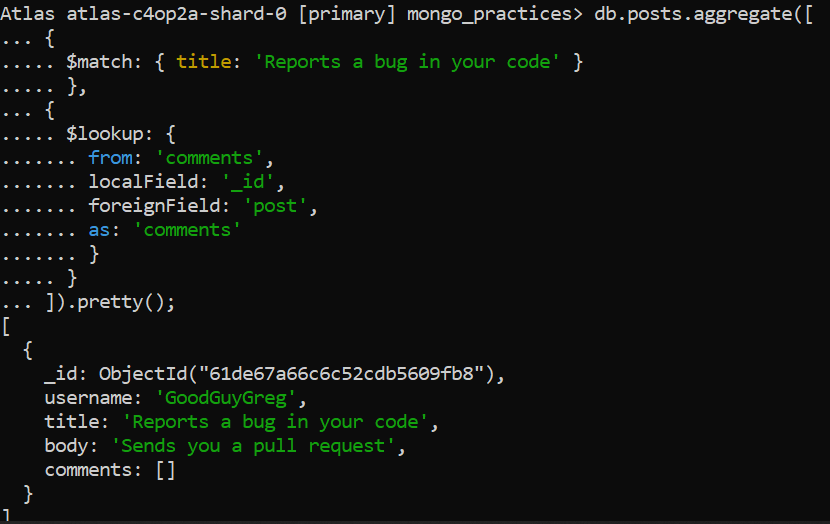 Atlas atlas-c4op2a-shard-0 [primary] mongo_practices> db.posts.aggregate([
... {
..... $match: { title: 'Reports a bug in your code' }
..... },
... {
..... $lookup: {
....... from: 'comments',
....... localField: '_id',
....... foreignField: 'post',
....... as: 'comments'
....... }
..... }
... ]).pretty();
[
  {
    _id: ObjectId("61de67a66c6c52cdb5609fb8"),
    username: 'GoodGuyGreg',
    title: 'Reports a bug in your code',
    body: 'Sends you a pull request',
    comments: []
  }
]